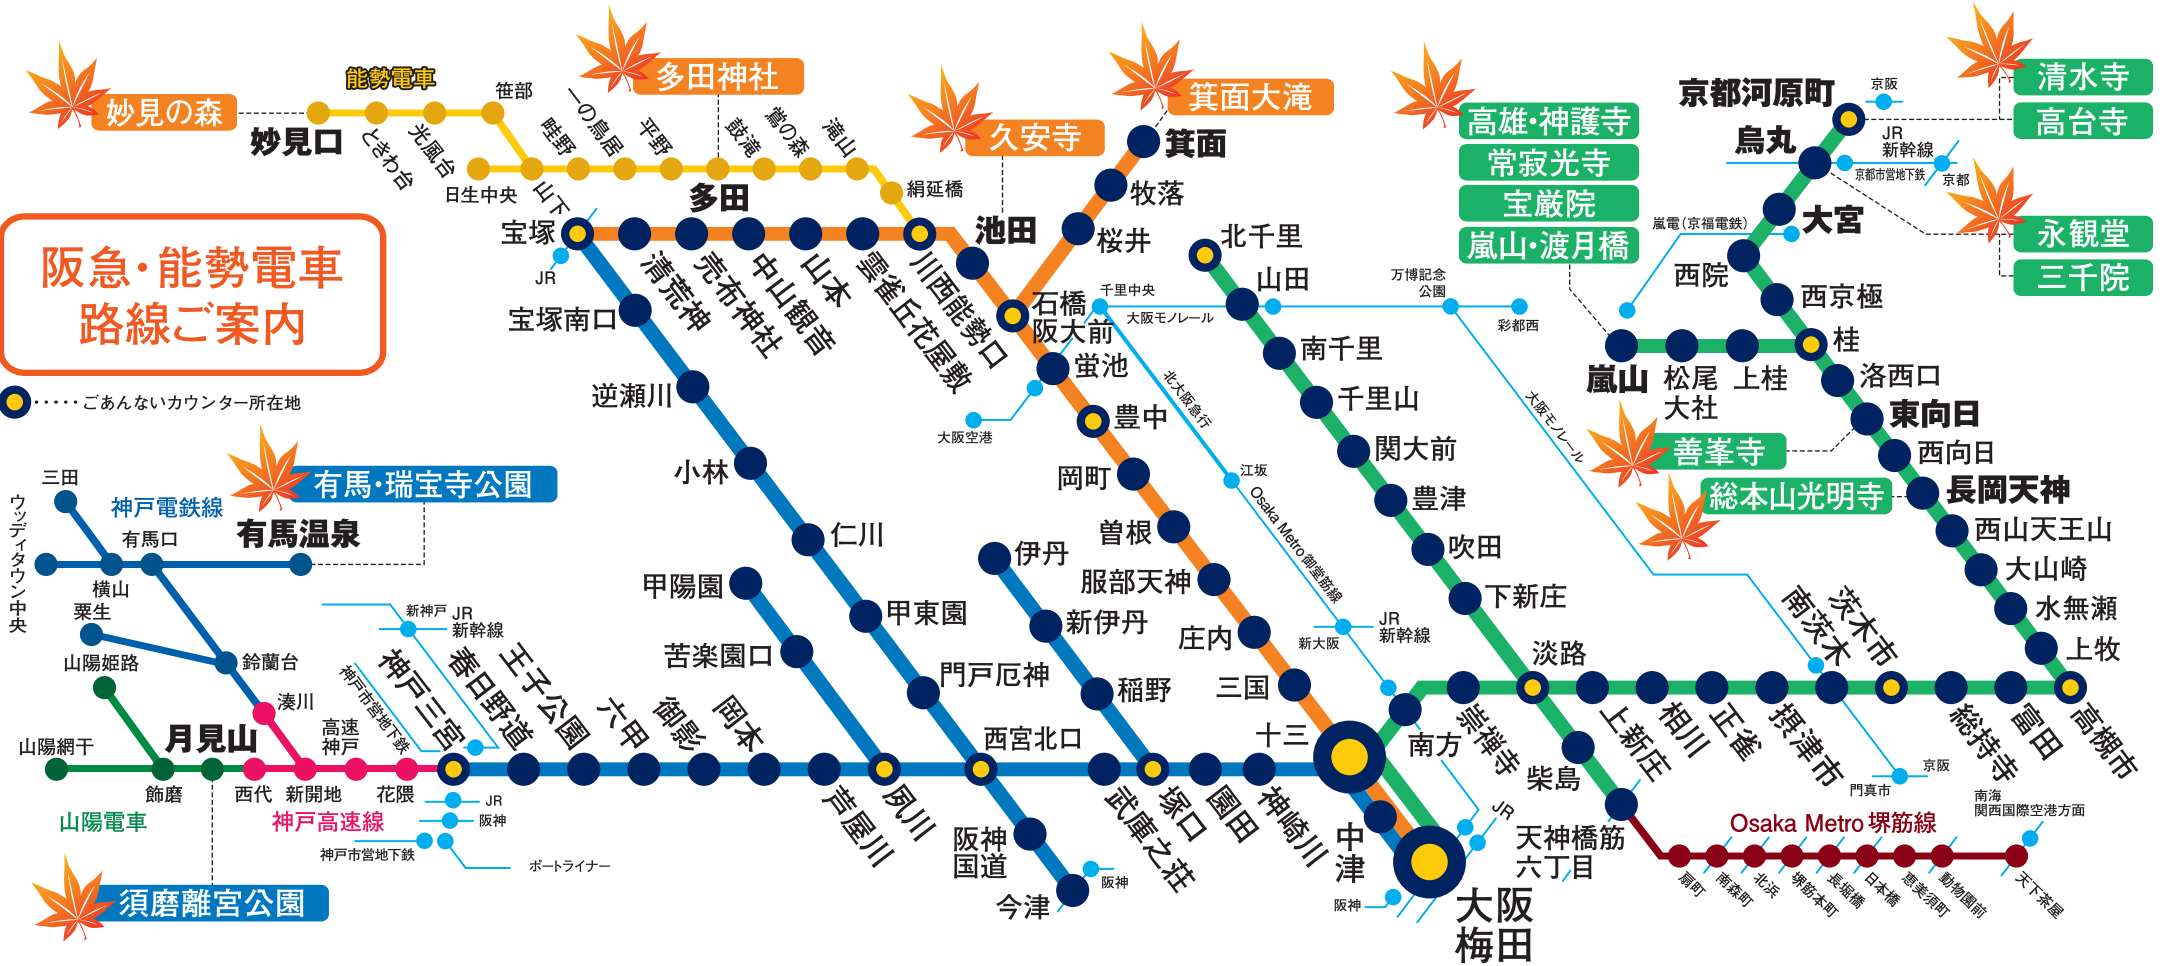 阪急・能勢電車
路線ご案内
・・・・・ごあんないカウンター所在地
妙見の森
能勢電車
妙見口
ときわ台
光風台
笹部
日生中央
山下
畦野
一の鳥居
平野
多田
多田神社
鼓滝
鶯の森
滝山
絹延橋
久安寺
箕面大滝
箕面
牧落
桜井
宝塚
JR
清荒神
売布神社
中山観音
山本
雲雀丘花屋敷
川西能勢口
池田
石橋
阪大前
蛍池
大阪空港
豊中
岡町
曽根
服部天神
庄内
三国
十三
中津
大阪
梅田
宝塚南口
逆瀬川
小林
仁川
甲東園
門戸厄神
西宮北口
阪神
国道
今津
阪神
甲陽園
苦楽園口
夙川
伊丹
新伊丹
稲野
塚口
神戸三宮
春日野道
王子公園
六甲
御影
岡本
芦屋川
武庫之荘
園田
神崎川
有馬・瑞宝寺公園
三田
神戸電鉄線
有馬温泉
ウッディタウン中央
横山
有馬口
粟生
鈴蘭台
山陽姫路
湊川
山陽網干
飾磨
月見山
山陽電車
西代
新開地
高速
神戸
花隈
神戸高速線
須磨離宮公園
新神戸
JR
新幹線
神戸市営地下鉄
JR
阪神
神戸市営地下鉄
ポートライナー
北千里
山田
南千里
千里山
関大前
豊津
吹田
下新庄
淡路
柴島
天神橋筋
六丁目
千里中央
大阪モノレール
万博記念
公園
彩都西
北大阪急行
江坂
Osaka Metro御堂筋線
新大阪
JR
新幹線
大阪モノレール
南方
崇禅寺
上新庄
相川
正雀
摂津市
南茨木
茨木市
総持寺
富田
高槻市
門真市
京阪
JR
阪神
Osaka Metro 堺筋線
扇町
南森町
北浜
堺筋本町
長堀橋
日本橋
恵美須町
動物園前
天下茶屋
南海
関西国際空港方面
高雄・神護寺
常寂光寺
宝厳院
嵐山・渡月橋
嵐電（京福電鉄）
嵐山
松尾
大社
上桂
桂
京都河原町
京阪
烏丸
JR
新幹線
京都市営地下鉄
京都
大宮
西院
西京極
洛西口
東向日
西向日
長岡天神
西山天王山
大山崎
水無瀬
上牧
清水寺
高台寺
永観堂
三千院
善峯寺
総本山光明寺